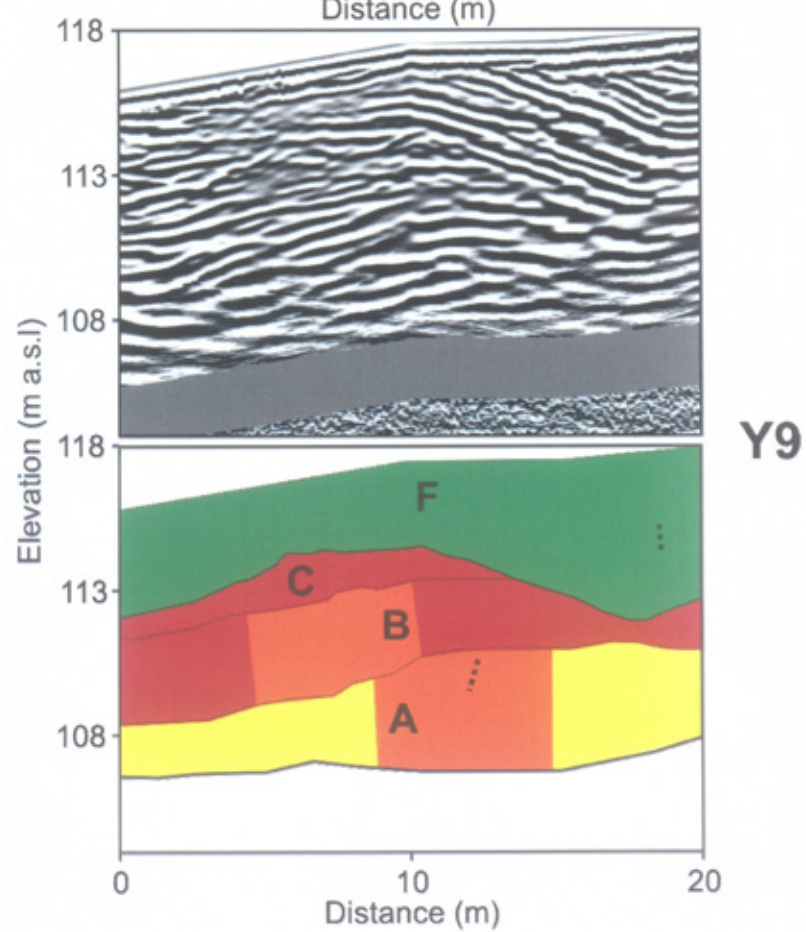 Distance (m)
118
113
108
Elevation (m a.s.l)
Y9
118
F
C
113
B
A
108
0
10
20
Distance (m)